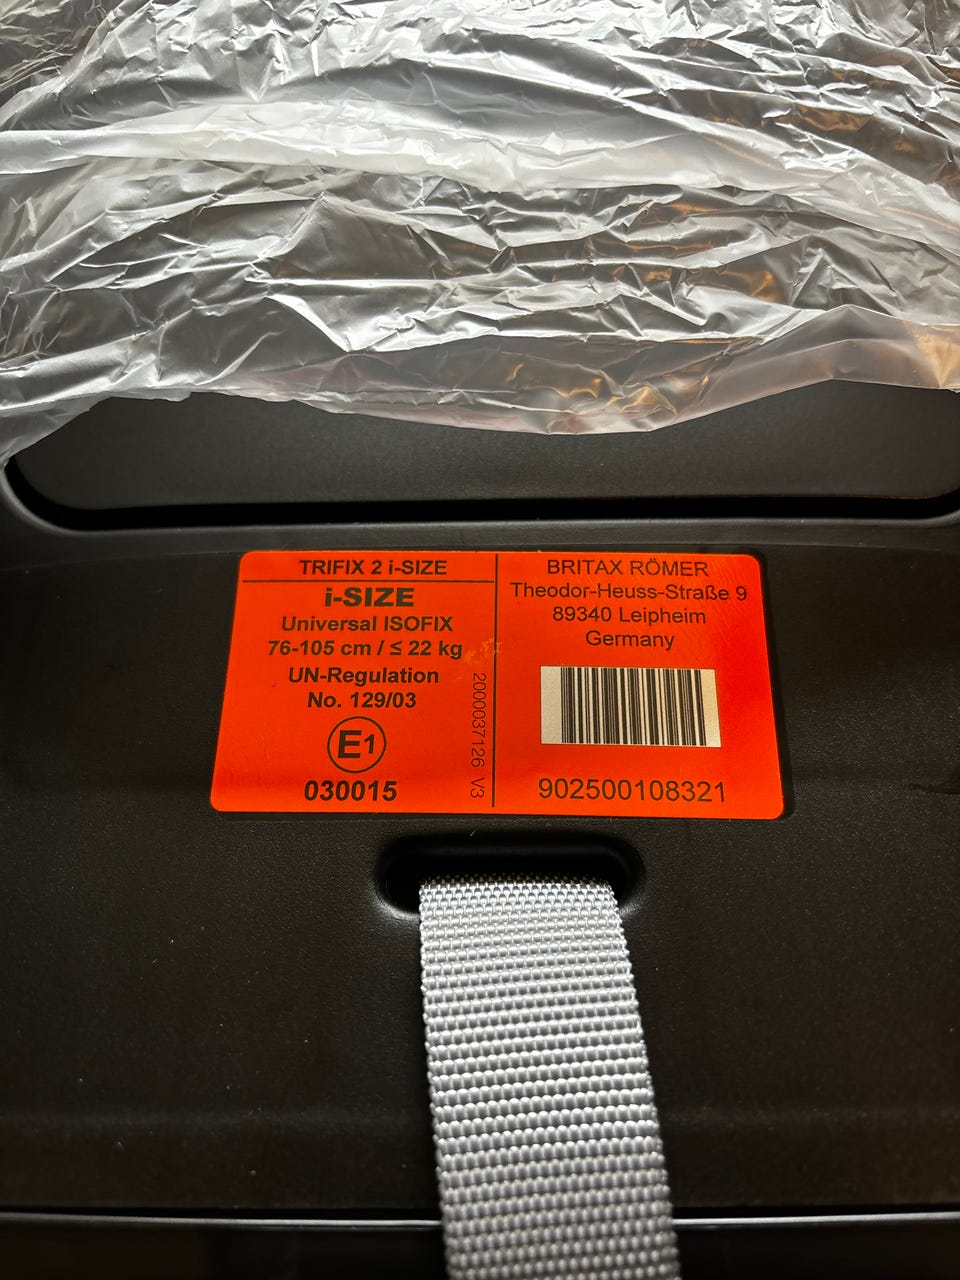 TRIFIX 2 i-SIZE
i-SIZE
Universal ISOFIX
76-105 cm / ≤ 22 kg
UN-Regulation
No. 129/03
E1
030015
2000037126 V3
BRITAX RÖMER
Theodor-Heuss-Straße 9
89340 Leipheim
Germany
902500108321